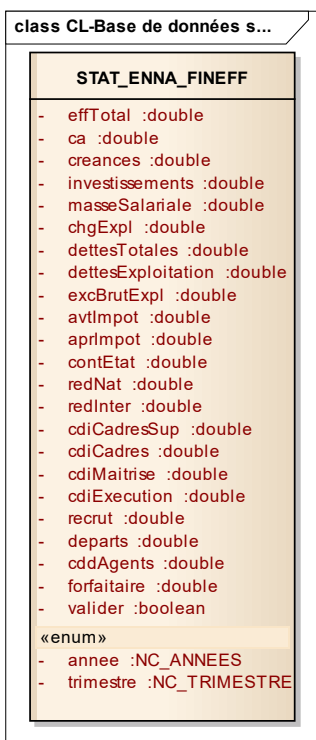 class CL-Base de données s...
STAT_ENNA_FINEFF
- effTotal :double
- ca :double
- creances :double
- investissements :double
- masseSalariale :double
- chgExpl :double
- dettesTotales :double
- dettesExploitation :double
- excBrutExpl :double
- avtImpot :double
- aprImpot :double
- contEtat :double
- redNat :double
- redInter :double
- cdiCadresSup :double
- cdiCadres :double
- cdiMaitrise :double
- cdiExecution :double
- recrut :double
- departs :double
- cddAgents :double
- forfaitaire :double
- valider :boolean
«enum»
- annee :NC_ANNEES
- trimestre :NC_TRIMESTRE